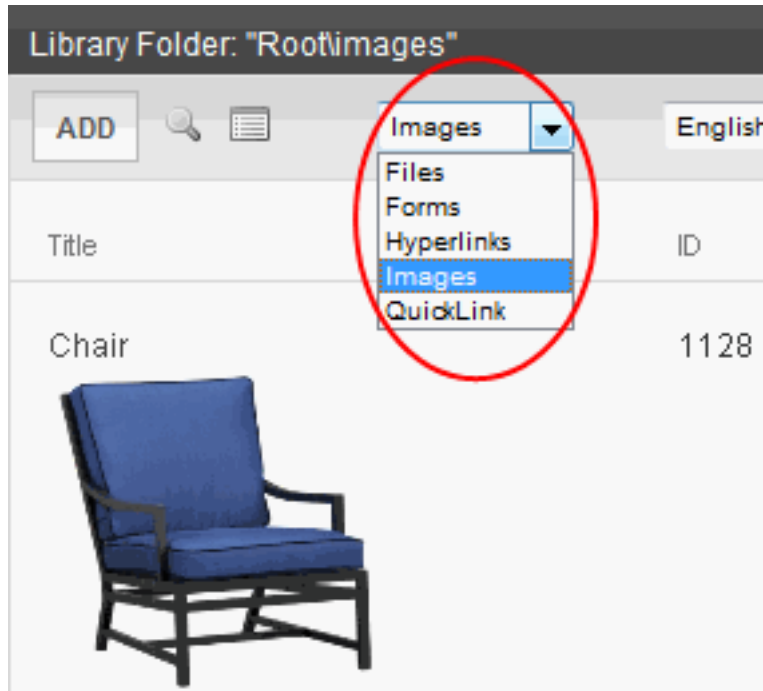 Library Folder: "Root\images"
ADD Images English
Files
Forms
Hyperlinks
Images
QuickLink
Title ID
Chair 1128